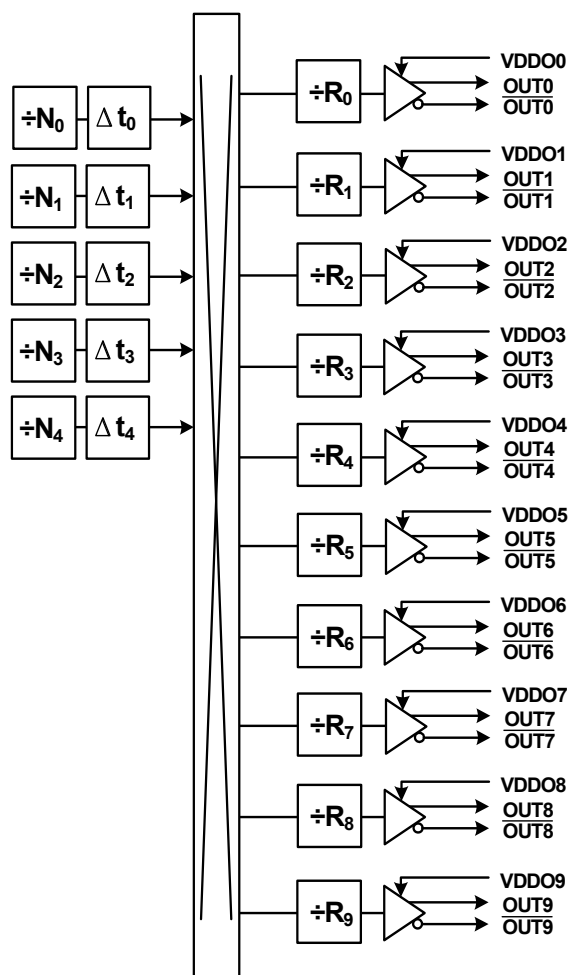 ÷N₀ Δt₀
÷N₁ Δt₁
÷N₂ Δt₂
÷N₃ Δt₃
÷N₄ Δt₄
÷R₀
VDDO0
OUT0
OUT0
÷R₁
VDDO1
OUT1
OUT1
÷R₂
VDDO2
OUT2
OUT2
÷R₃
VDDO3
OUT3
OUT3
÷R₄
VDDO4
OUT4
OUT4
÷R₅
VDDO5
OUT5
OUT5
÷R₆
VDDO6
OUT6
OUT6
÷R₇
VDDO7
OUT7
OUT7
÷R₈
VDDO8
OUT8
OUT8
÷R₉
VDDO9
OUT9
OUT9